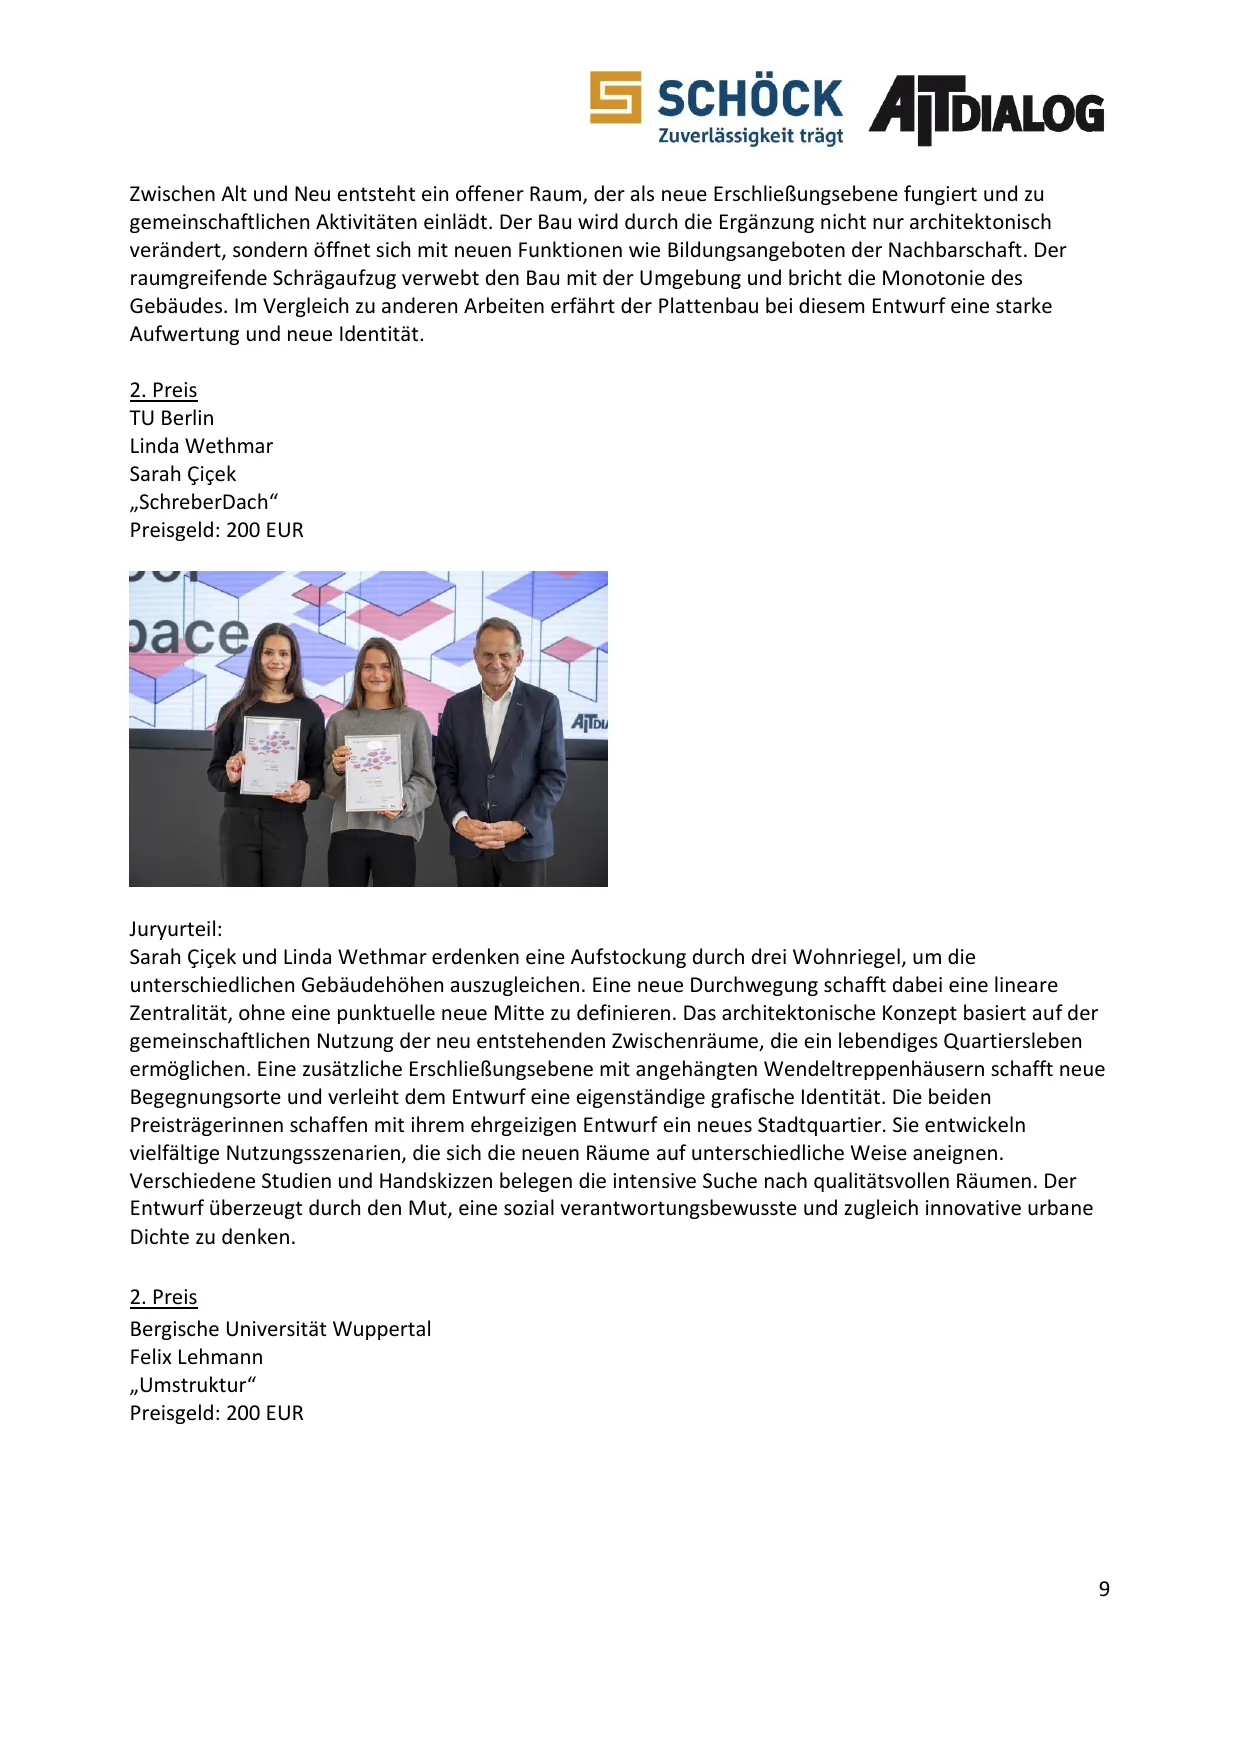 SCHÖCK
Zuverlässigkeit trägt
AITDIALOG
Zwischen Alt und Neu entsteht ein offener Raum, der als neue Erschließungsebene fungiert und zu
gemeinschaftlichen Aktivitäten einlädt. Der Bau wird durch die Ergänzung nicht nur architektonisch
verändert, sondern öffnet sich mit neuen Funktionen wie Bildungsangeboten der Nachbarschaft. Der
raumgreifende Schrägaufzug verwebt den Bau mit der Umgebung und bricht die Monotonie des
Gebäudes. Im Vergleich zu anderen Arbeiten erfährt der Plattenbau bei diesem Entwurf eine starke
Aufwertung und neue Identität.
2. Preis
TU Berlin
Linda Wethmar
Sarah Çiçek
„SchreberDach“
Preisgeld: 200 EUR
pace
AITDI
Juryurteil:
Sarah Çiçek und Linda Wethmar erdenken eine Aufstockung durch drei Wohnriegel, um die
unterschiedlichen Gebäudehöhen auszugleichen. Eine neue Durchwegung schafft dabei eine lineare
Zentralität, ohne eine punktuelle neue Mitte zu definieren. Das architektonische Konzept basiert auf der
gemeinschaftlichen Nutzung der neu entstehenden Zwischenräume, die ein lebendiges Quartiersleben
ermöglichen. Eine zusätzliche Erschließungsebene mit angehängten Wendeltreppenhäusern schafft neue
Begegnungsorte und verleiht dem Entwurf eine eigenständige grafische Identität. Die beiden
Preisträgerinnen schaffen mit ihrem ehrgeizigen Entwurf ein neues Stadtquartier. Sie entwickeln
vielfältige Nutzungsszenarien, die sich die neuen Räume auf unterschiedliche Weise aneignen.
Verschiedene Studien und Handskizzen belegen die intensive Suche nach qualitätsvollen Räumen. Der
Entwurf überzeugt durch den Mut, eine sozial verantwortungsbewusste und zugleich innovative urbane
Dichte zu denken.
2. Preis
Bergische Universität Wuppertal
Felix Lehmann
„Umstruktur“
Preisgeld: 200 EUR
9